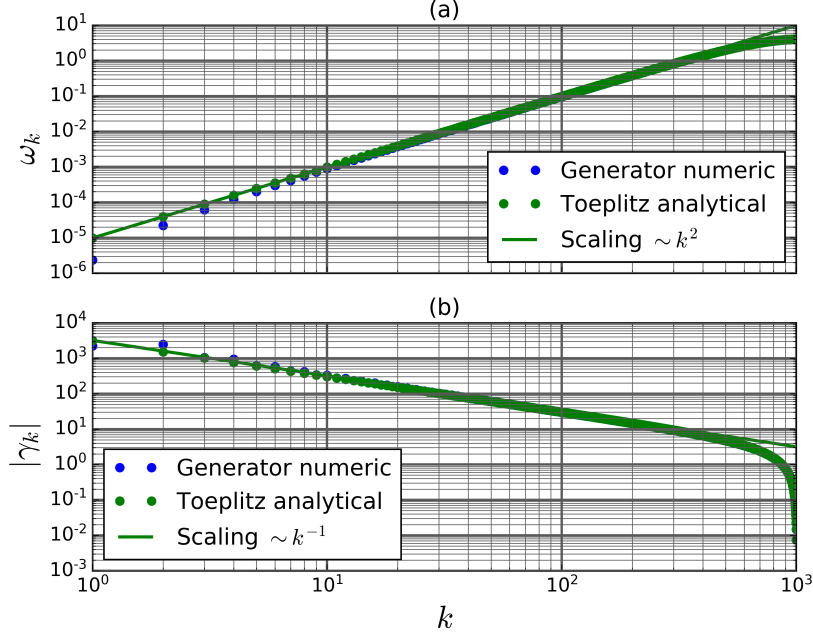 (a)
10^1
10^0
10^-1
10^-2
10^-3
10^-4
10^-5
10^-6
ω_k
Generator numeric
Toeplitz analytical
Scaling ~k^2
(b)
10^4
10^3
10^2
10^1
10^0
10^-1
10^-2
10^-3
|γ_k|
Generator numeric
Toeplitz analytical
Scaling ~k^-1
10^0
10^1
10^2
10^3
k